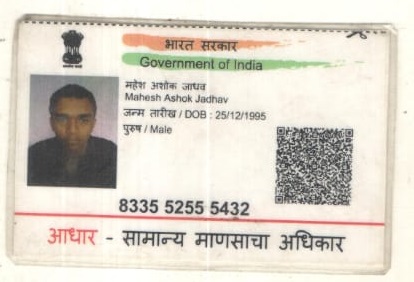 भारत सरकार
Government of India
महेश अशोक जाधव
Mahesh Ashok Jadhav
जन्म तारीख / DOB : 25/12/1995
पुरुष / Male
8335 5255 5432
आधार - सामान्य माणसाचा अधिकार